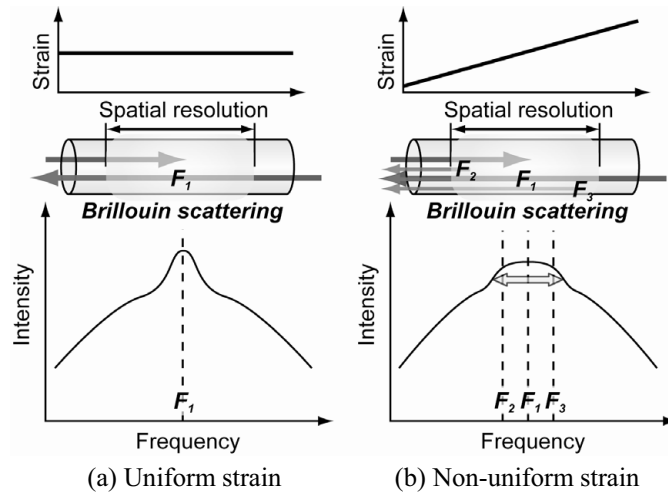 Strain
Spatial resolution
F1
Brillouin scattering
Intensity
F1
Frequency
(a) Uniform strain
Strain
Spatial resolution
F2
F1
F3
Brillouin scattering
Intensity
F2 F1 F3
Frequency
(b) Non-uniform strain